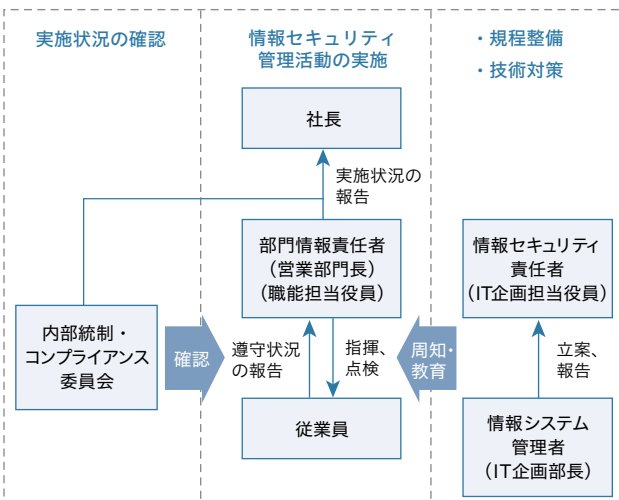 実施状況の確認
情報セキュリティ
管理活動の実施
・規程整備
・技術対策
社長
実施状況の
報告
部門情報責任者
（営業部門長）
（職能担当役員）
情報セキュリティ
責任者
（IT企画担当役員）
内部統制・
コンプライアンス
委員会
確認
遵守状況
の報告
指揮、
点検
周知・
教育
立案、
報告
従業員
情報システム
管理者
（IT企画部長）